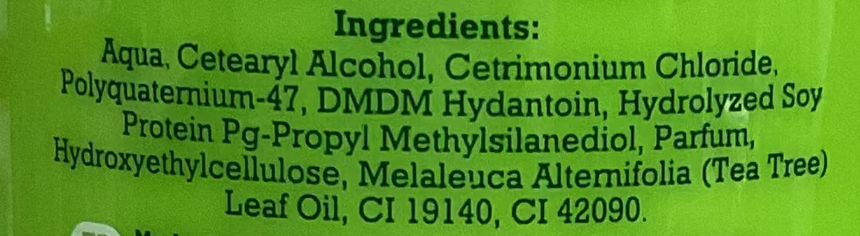 Ingredients:
Aqua, Cetearyl Alcohol, Cetrimonium Chloride,
Polyquaternium-47, DMDM Hydantoin, Hydrolyzed Soy
Protein Pg-Propyl Methylsilanediol, Parfum,
Hydroxyethylcellulose, Melaleuca Alternifolia (Tea Tree)
Leaf Oil, CI 19140, CI 42090.